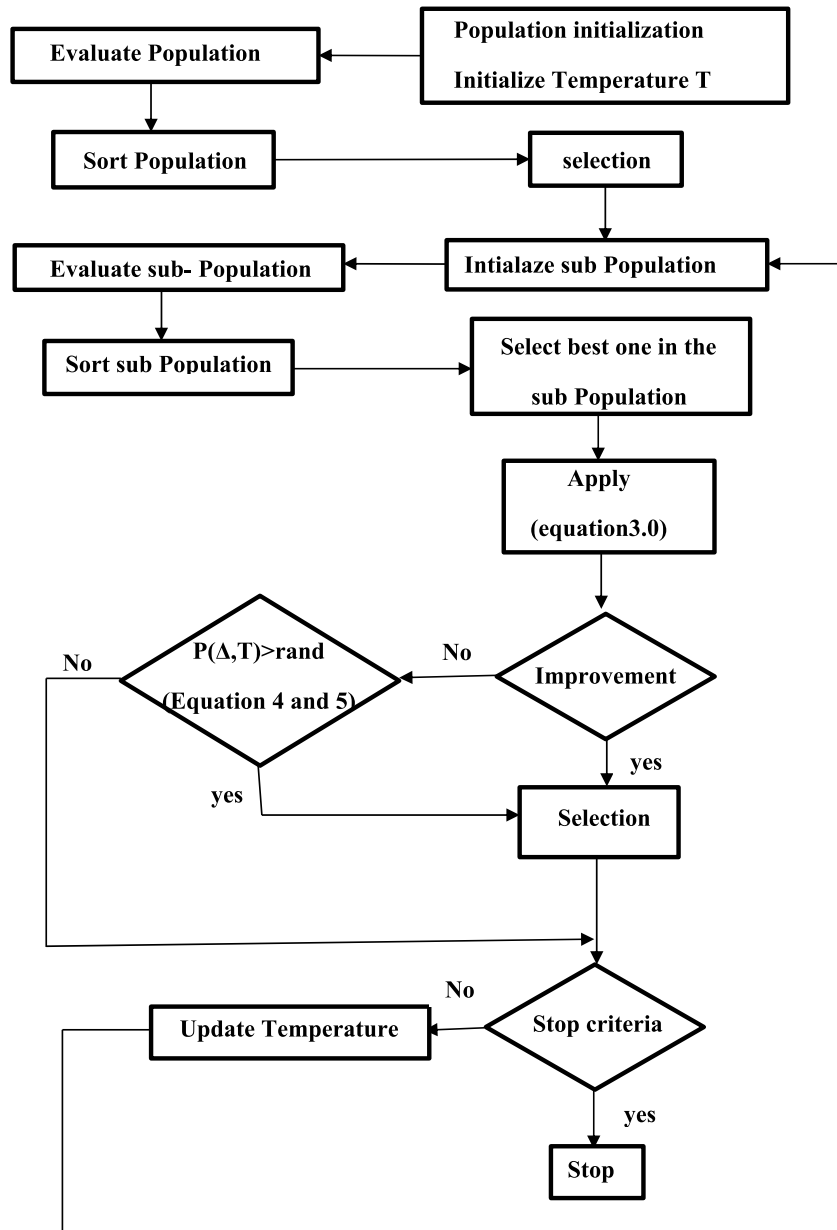 Population initialization
Initialize Temperature T
Evaluate Population
Sort Population
selection
Intialaze sub Population
Evaluate sub- Population
Sort sub Population
Select best one in the
sub Population
Apply
(equation3.0)
Improvement
No
yes
P(Δ,T)>rand
(Equation 4 and 5)
No
yes
Selection
Stop criteria
No
Update Temperature
yes
Stop